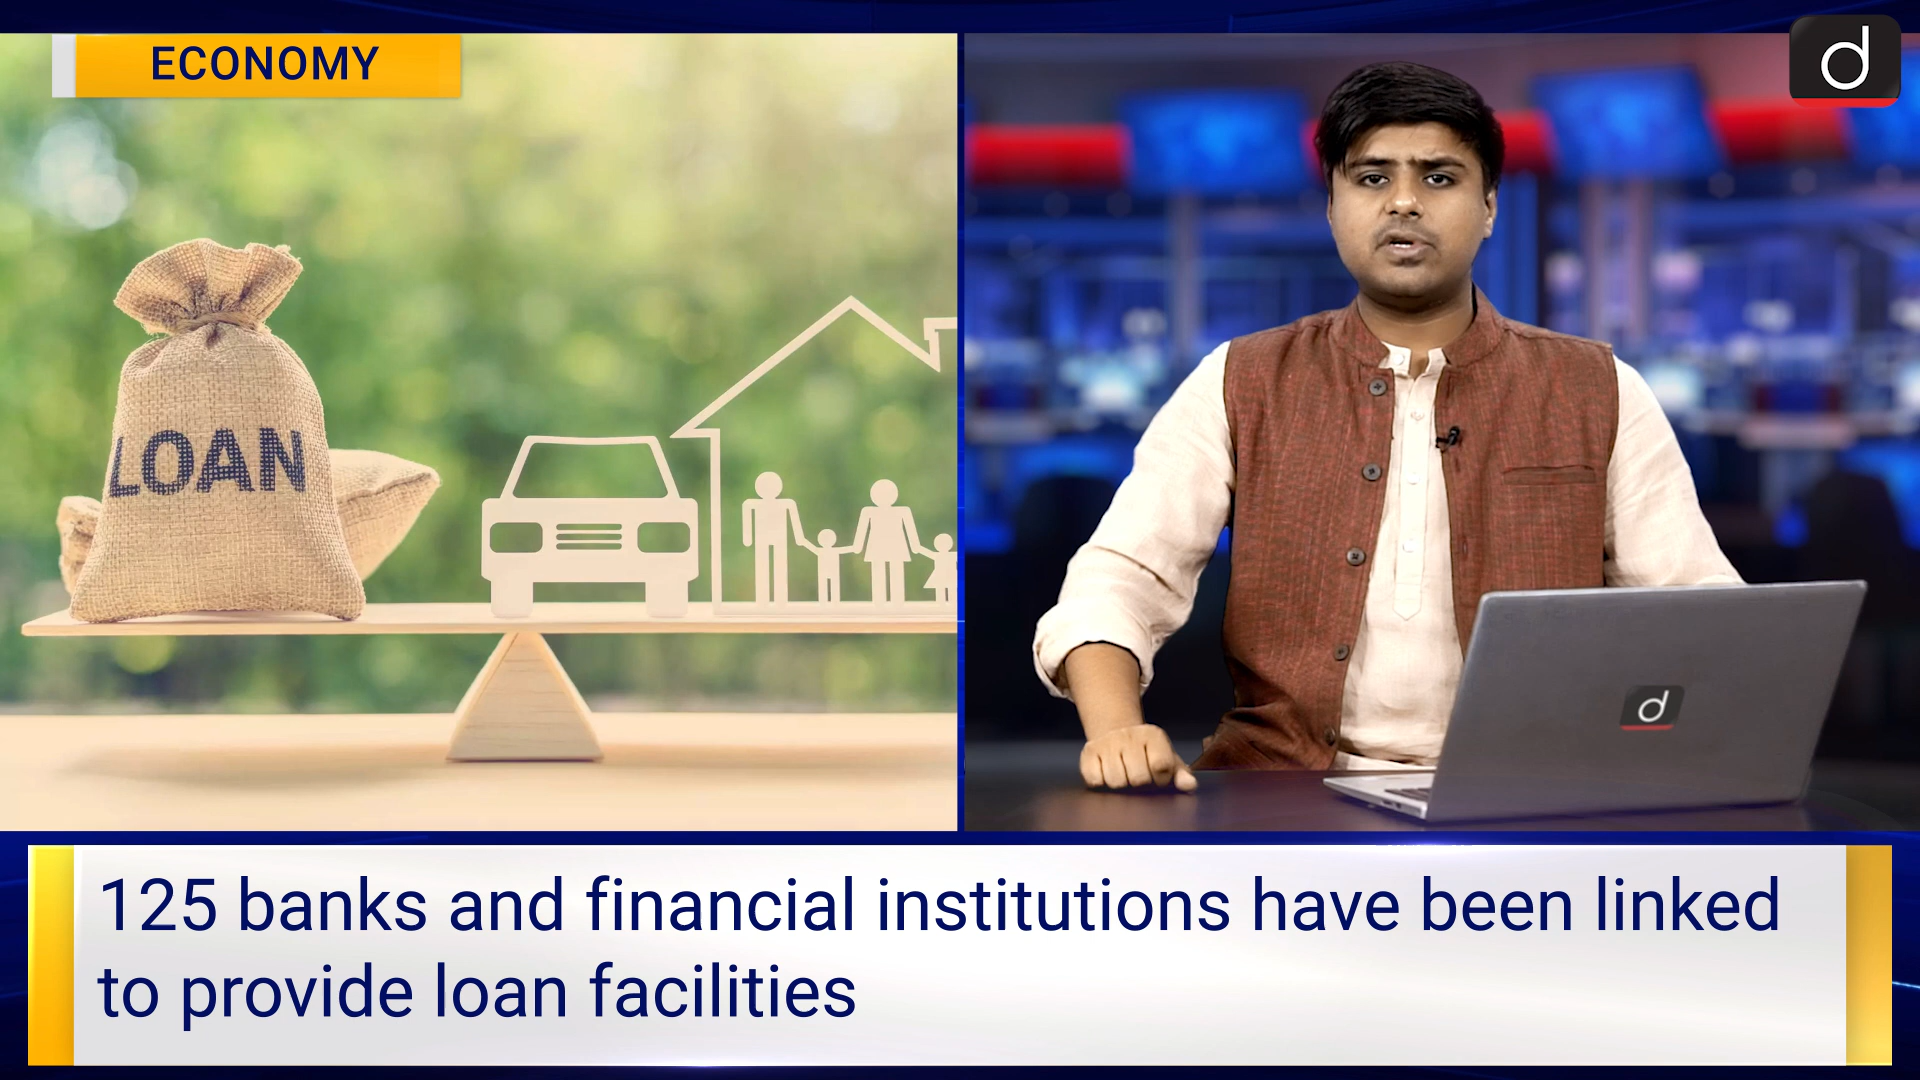 ECONOMY
d
LOAN
d
125 banks and financial institutions have been linked
to provide loan facilities